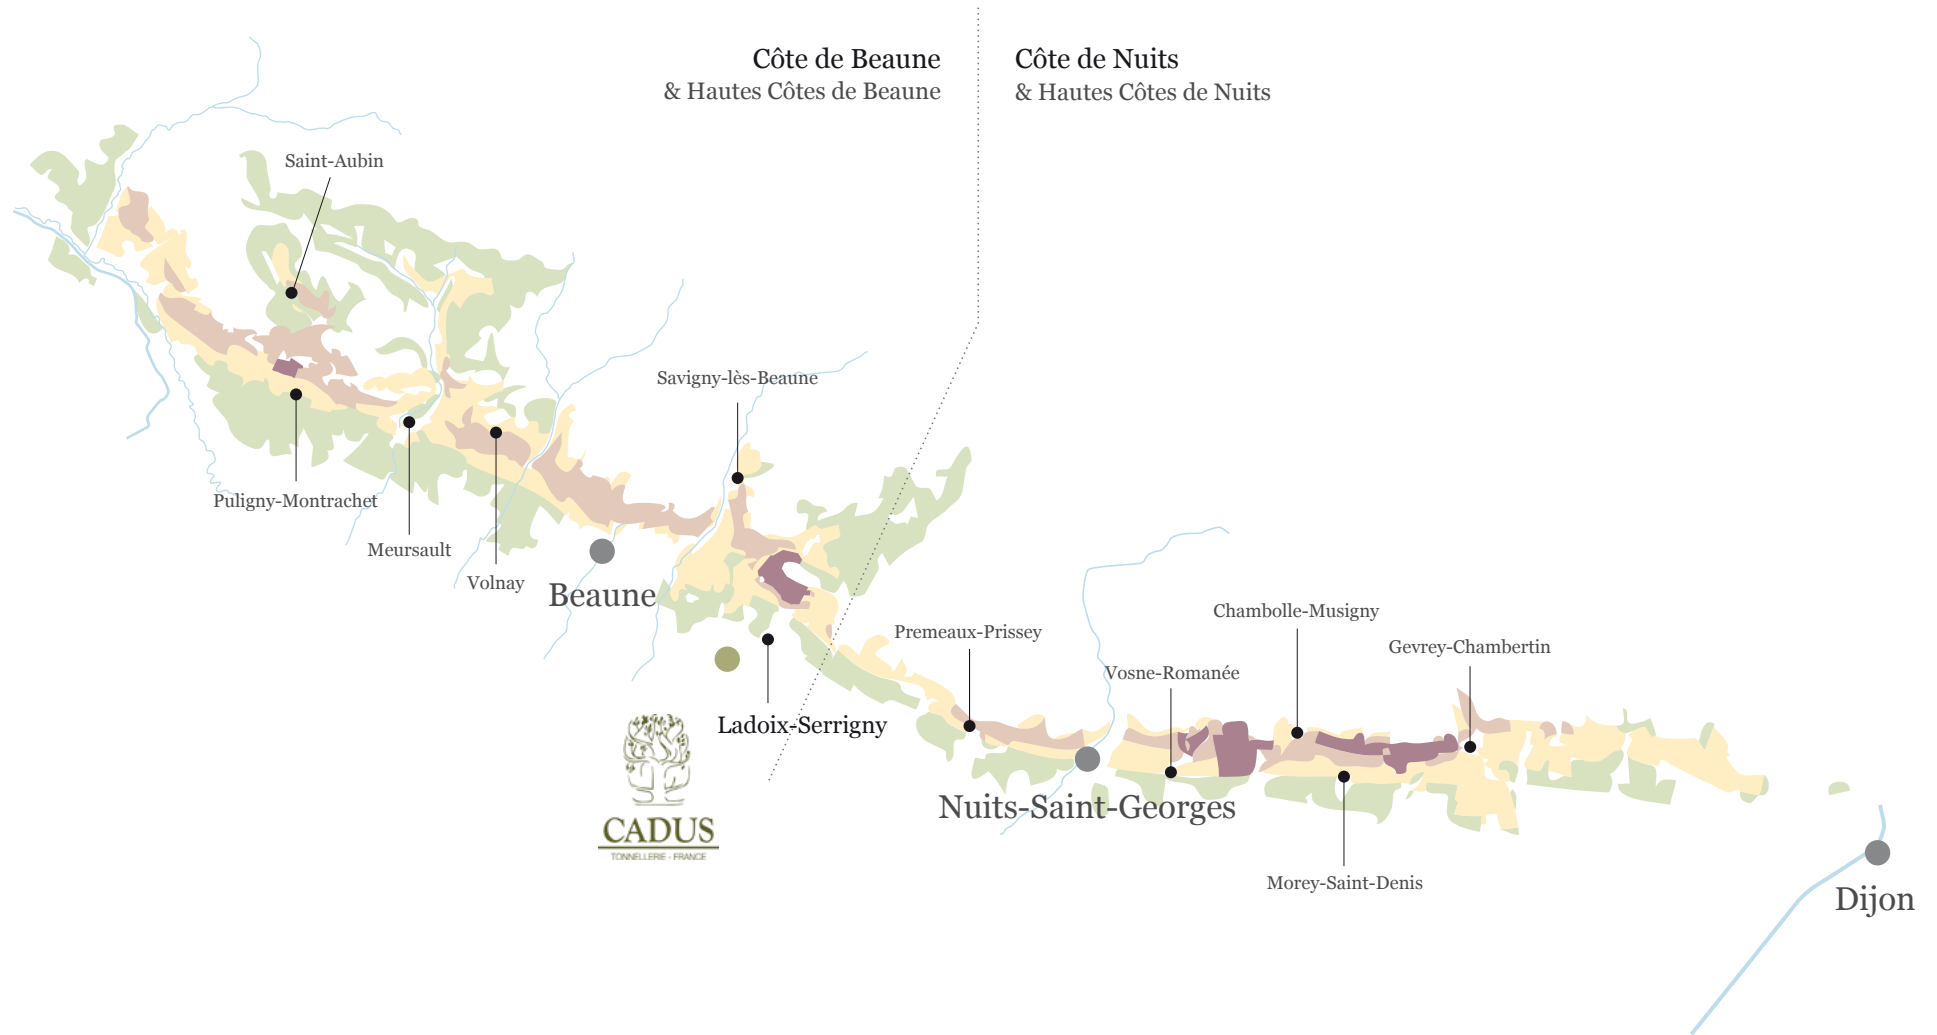 Côte de Beaune
& Hautes Côtes de Beaune
Côte de Nuits
& Hautes Côtes de Nuits
Saint-Aubin
Savigny-lès-Beaune
Puligny-Montrachet
Meursault
Volnay
Beaune
Premeaux-Prissey
Chambolle-Musigny
Gevrey-Chambertin
Vosne-Romanée
Ladoix-Serrigny
Nuits-Saint-Georges
CADUS
TONNELLERIE - FRANCE
Morey-Saint-Denis
Dijon